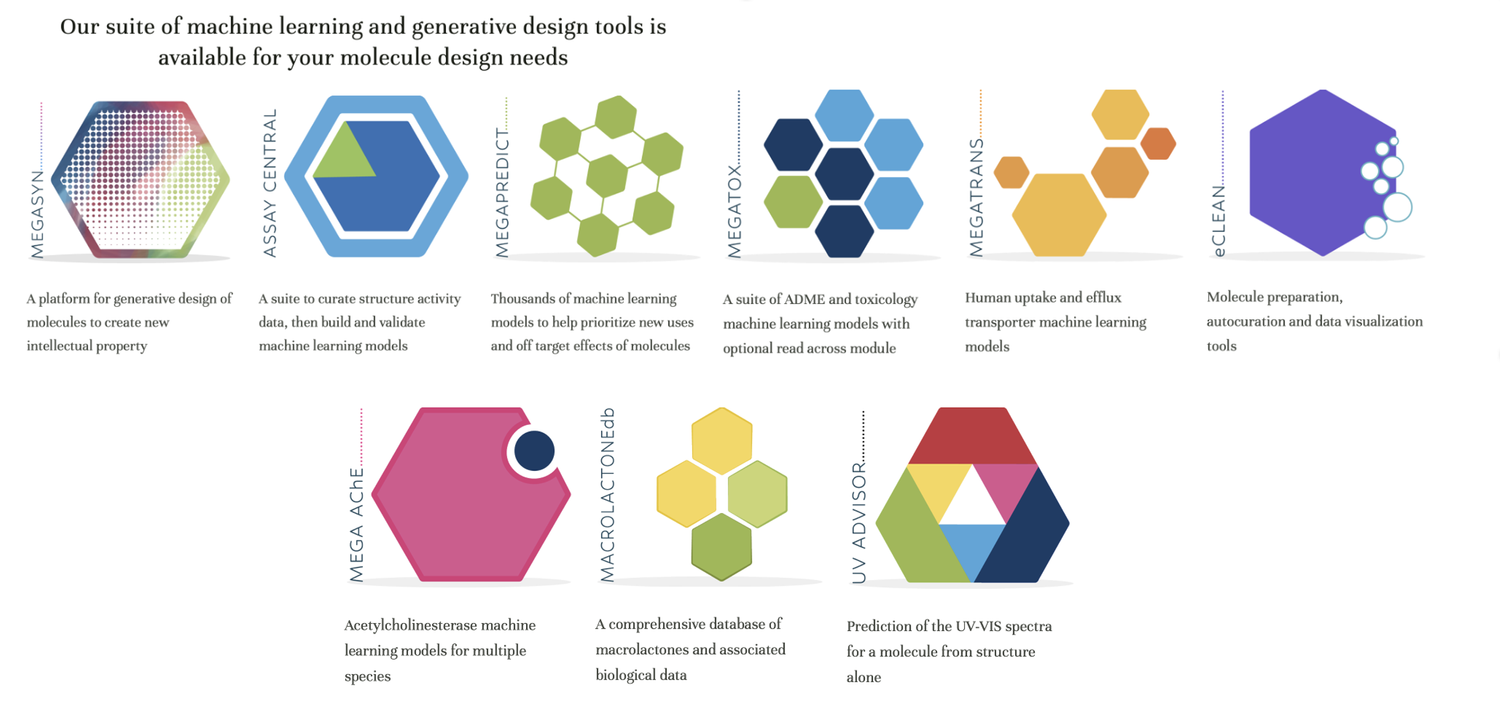 Our suite of machine learning and generative design tools is
available for your molecule design needs
MEGASYN
A platform for generative design of
molecules to create new
intellectual property
ASSAY CENTRAL
A suite to curate structure activity
data, then build and validate
machine learning models
MEGAPREDICT
Thousands of machine learning
models to help prioritize new uses
and off target effects of molecules
MEGATOX
A suite of ADME and toxicology
machine learning models with
optional read across module
MEGATRANS
Human uptake and efflux
transporter machine learning
models
eCLEAN
Molecule preparation,
autocuration and data visualization
tools
MEGA AChE
Acetylcholinesterase machine
learning models for multiple
species
MACROLACTONEdb
A comprehensive database of
macrolactones and associated
biological data
UV ADVISOR
Prediction of the UV-VIS spectra
for a molecule from structure
alone